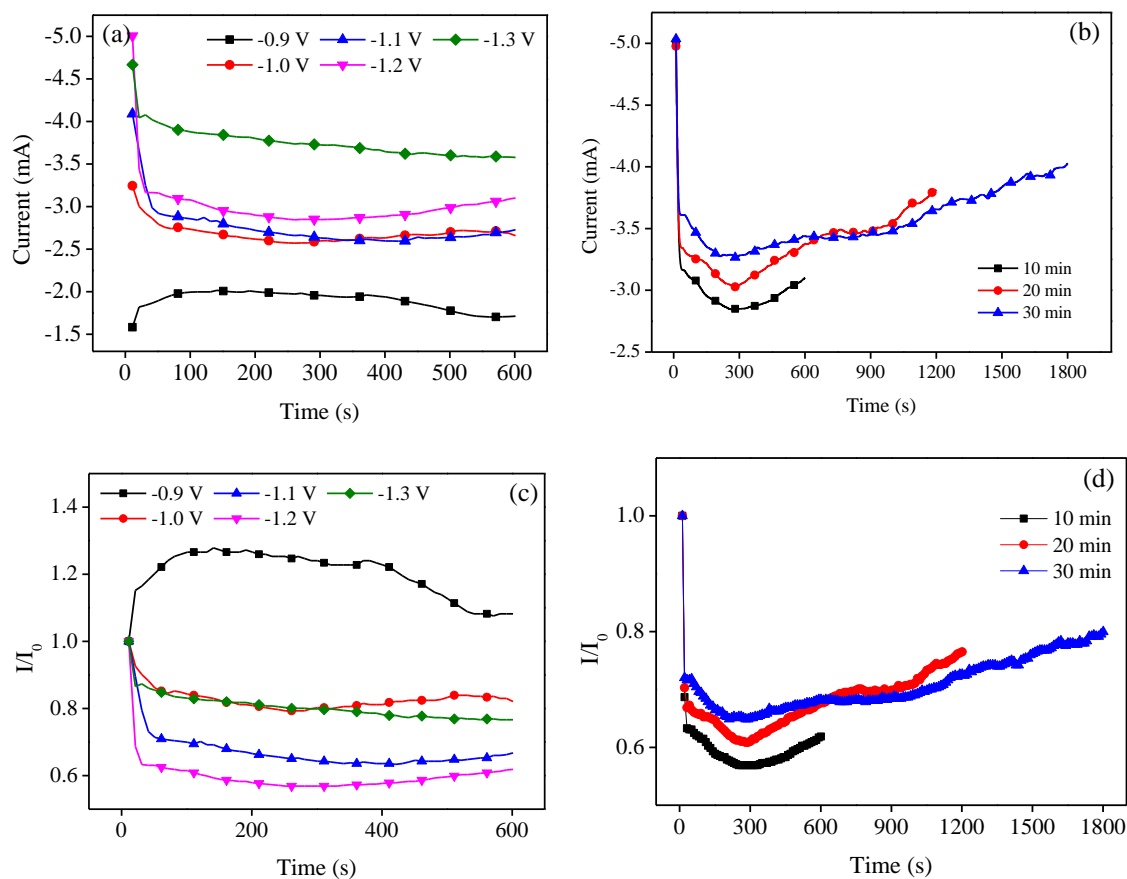 (a)
-0.9 V -1.1 V -1.3 V
-1.0 V -1.2 V
-5.0
-4.5
-4.0
-3.5
-3.0
-2.5
-2.0
-1.5
Current (mA)
0 100 200 300 400 500 600
Time (s)
(b)
-5.0
-4.5
-4.0
-3.5
-3.0
-2.5
Current (mA)
10 min
20 min
30 min
0 300 600 900 1200 1500 1800
Time (s)
(c)
-0.9 V -1.1 V -1.3 V
-1.0 V -1.2 V
1.4
1.2
1.0
0.8
0.6
I/I0
0 200 400 600
Time (s)
(d)
10 min
20 min
30 min
1.0
0.8
0.6
I/I0
0 300 600 900 1200 1500 1800
Time (s)